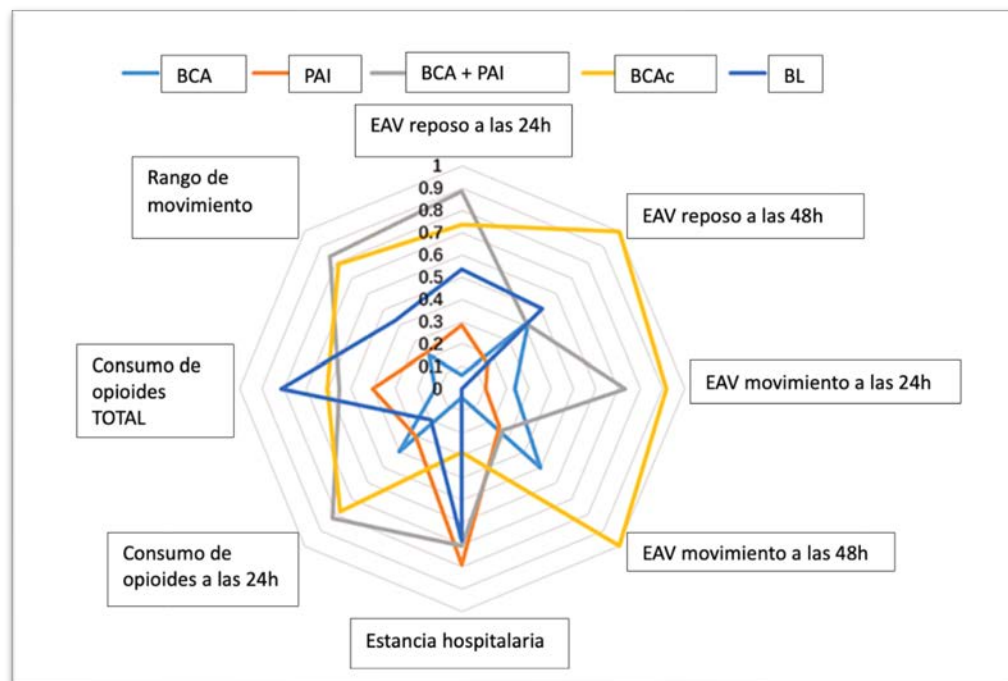 BCA
PAI
BCA + PAI
BCAc
BL
EAV reposo a las 24h
Rango de
movimiento
EAV reposo a las 48h
1
0.9
0.8
0.7
0.6
0.5
0.4
0.3
0.2
0.1
0
Consumo de
opioides
TOTAL
EAV movimiento a las 24h
Consumo de
opioides a las 24h
EAV movimiento a las 48h
Estancia hospitalaria